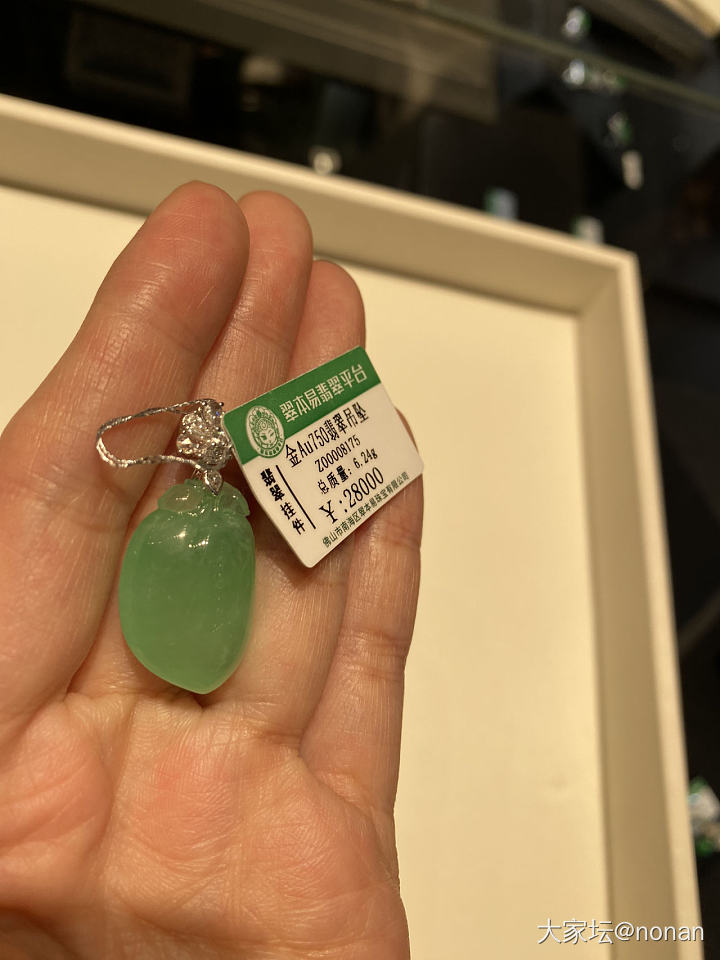 翠本易翡翠平台
翡翠挂件
金Au750翡翠吊坠
Z00008175
总质量: 6.24g
¥:28000
佛山市南海区翠本易珠宝有限公司
大家坛@nonan